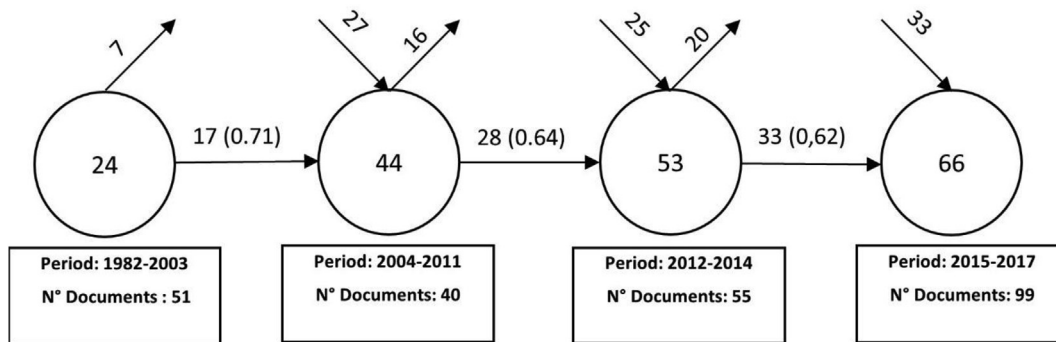 7
27
16
25
20
33
17 (0.71)
28 (0.64)
33 (0,62)
24
44
53
66
Period: 1982-2003
N° Documents : 51
Period: 2004-2011
N° Documents: 40
Period: 2012-2014
N° Documents: 55
Period: 2015-2017
N° Documents: 99